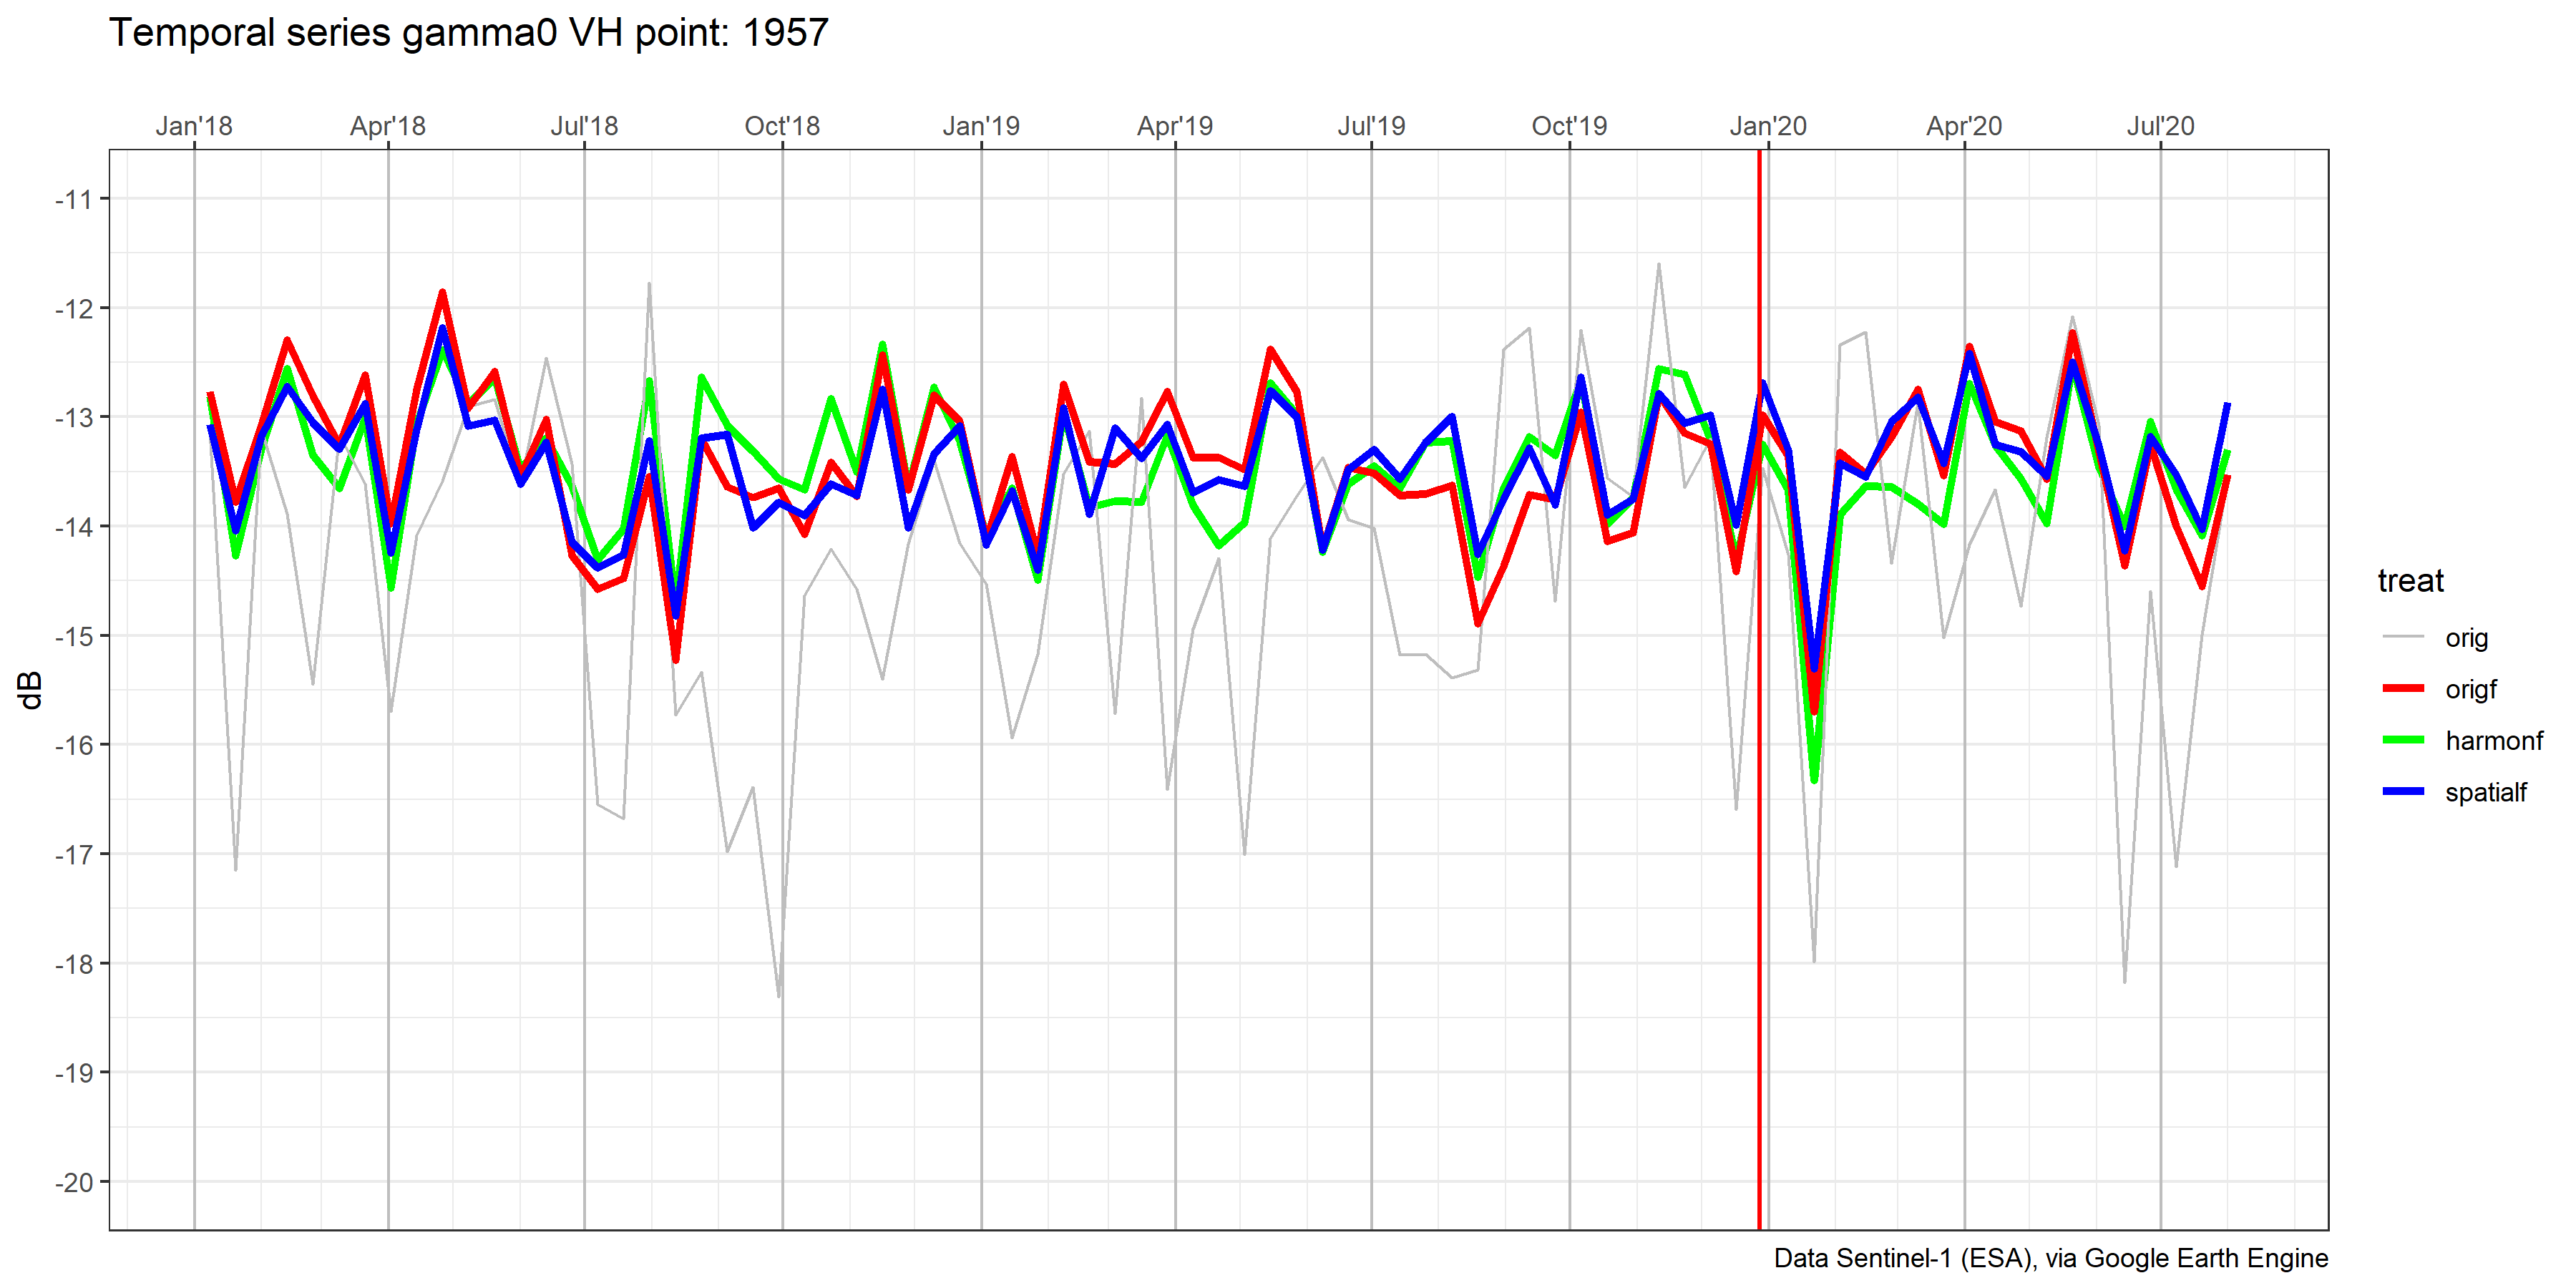 Temporal series gamma0 VH point: 1957
Jan'18 Apr'18 Jul'18 Oct'18 Jan'19 Apr'19 Jul'19 Oct'19 Jan'20 Apr'20 Jul'20
-11
-12
-13
-14
-15
-16
-17
-18
-19
-20
dB
treat
orig
origf
harmonf
spatialf
Data Sentinel-1 (ESA), via Google Earth Engine